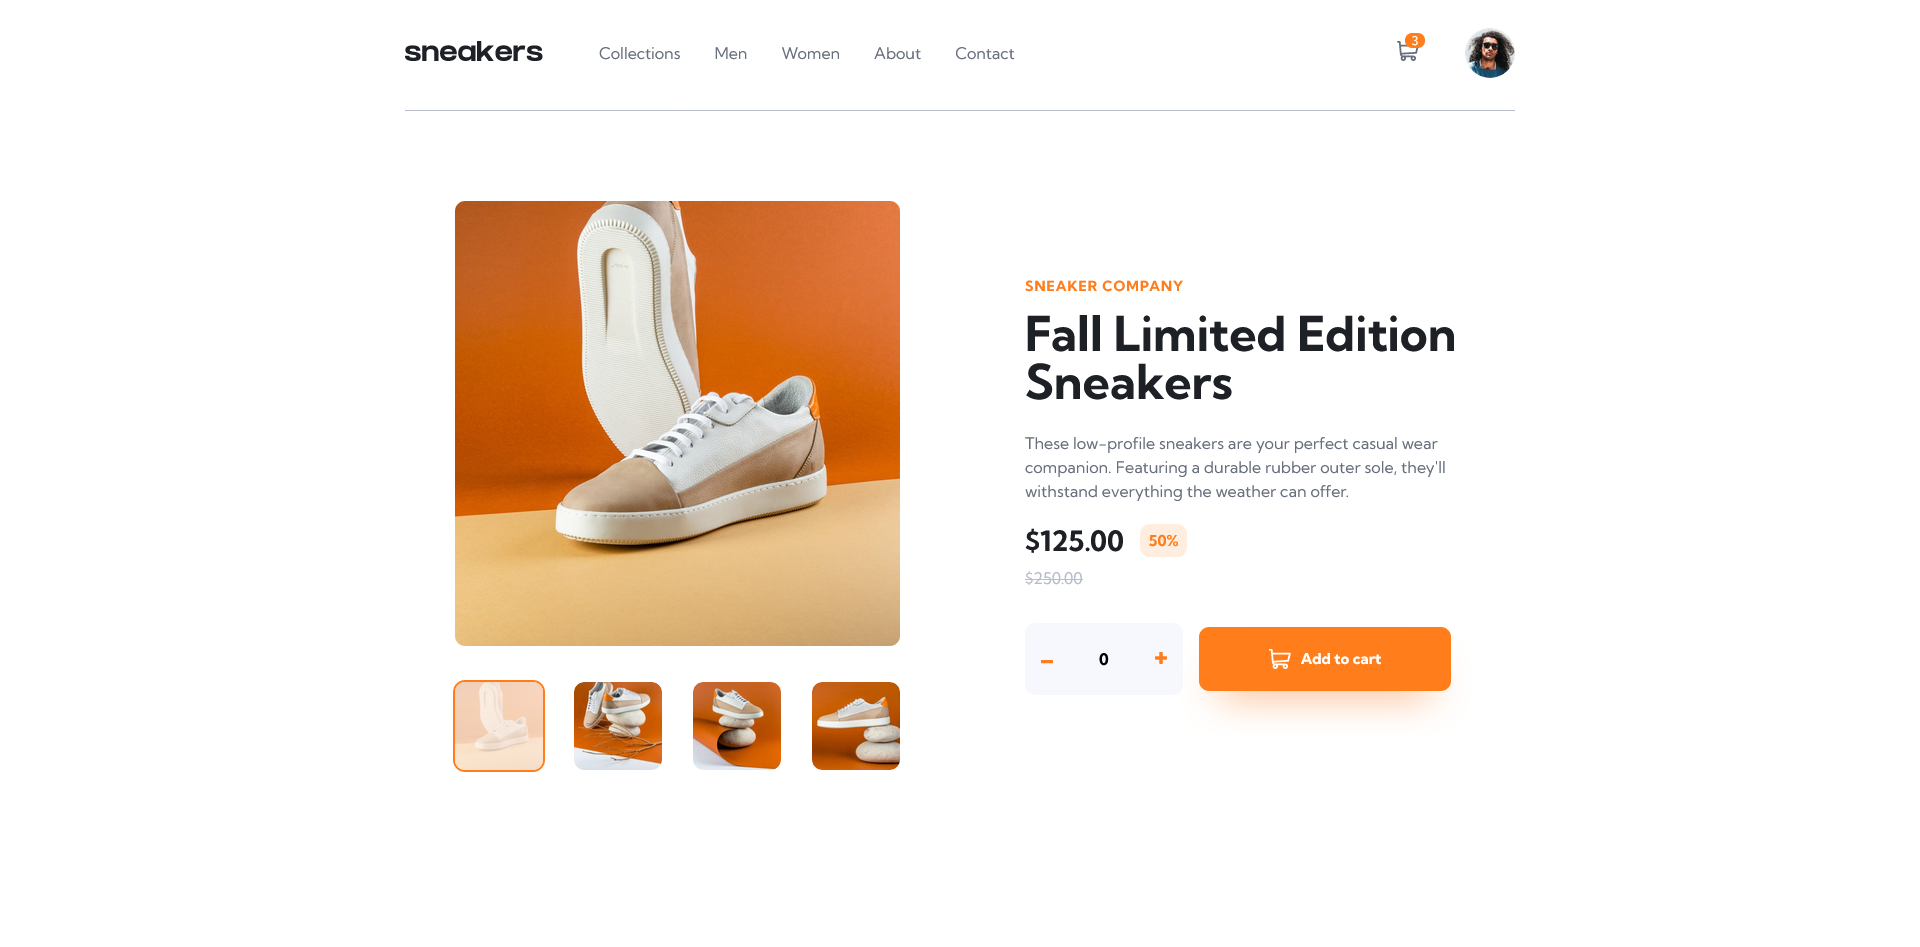 sneakers
Collections
Men
Women
About
Contact
3
SNEAKER COMPANY
Fall Limited Edition
Sneakers
These low-profile sneakers are your perfect casual wear
companion. Featuring a durable rubber outer sole, they'll
withstand everything the weather can offer.
$125.00
50%
$250.00
0
Add to cart